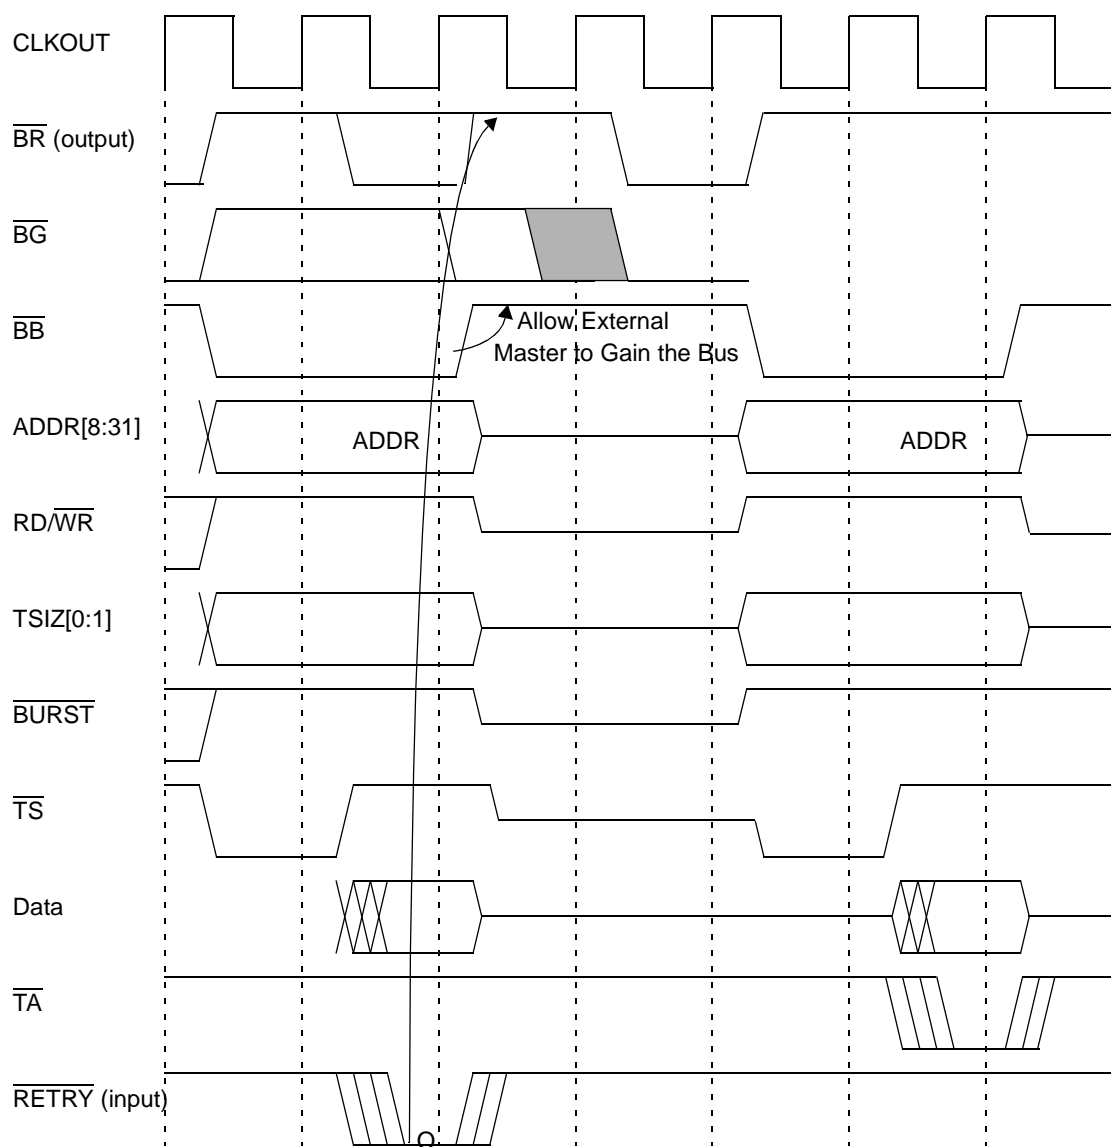 CLKOUT
BR (output)
BG
BB
Allow External
Master to Gain the Bus
ADDR[8:31]
ADDR
ADDR
RD/WR
TSIZ[0:1]
BURST
TS
Data
TA
RETRY (input)
O